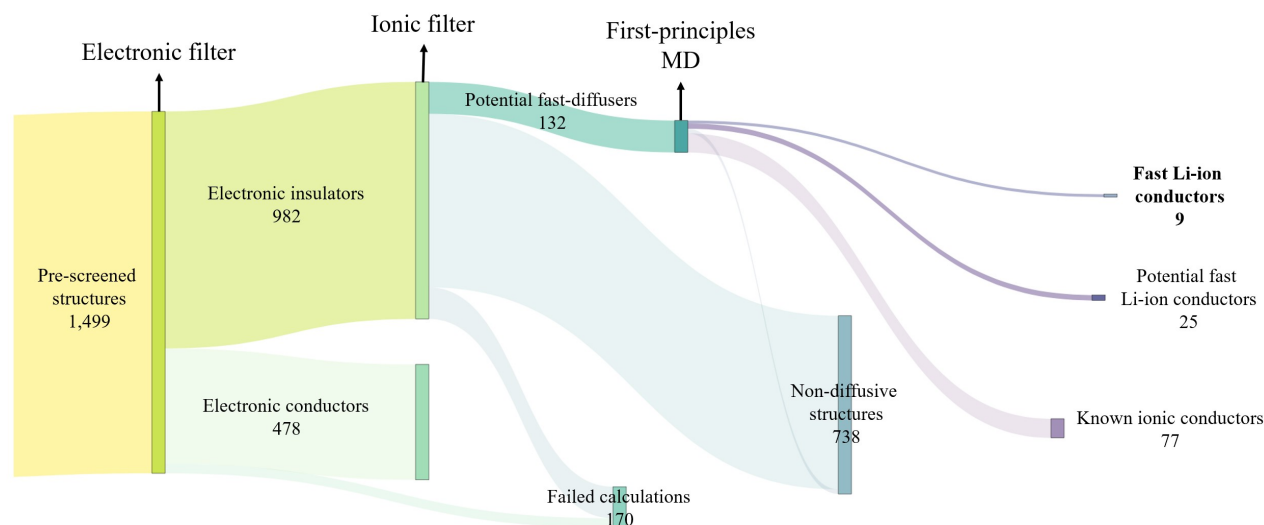 Electronic filter
Ionic filter
First-principles
MD
Potential fast-diffusers
132
Electronic insulators
982
Pre-screened
structures
1,499
Electronic conductors
478
Failed calculations
170
Non-diffusive
structures
738
Fast Li-ion
conductors
9
Potential fast
Li-ion conductors
25
Known ionic conductors
77